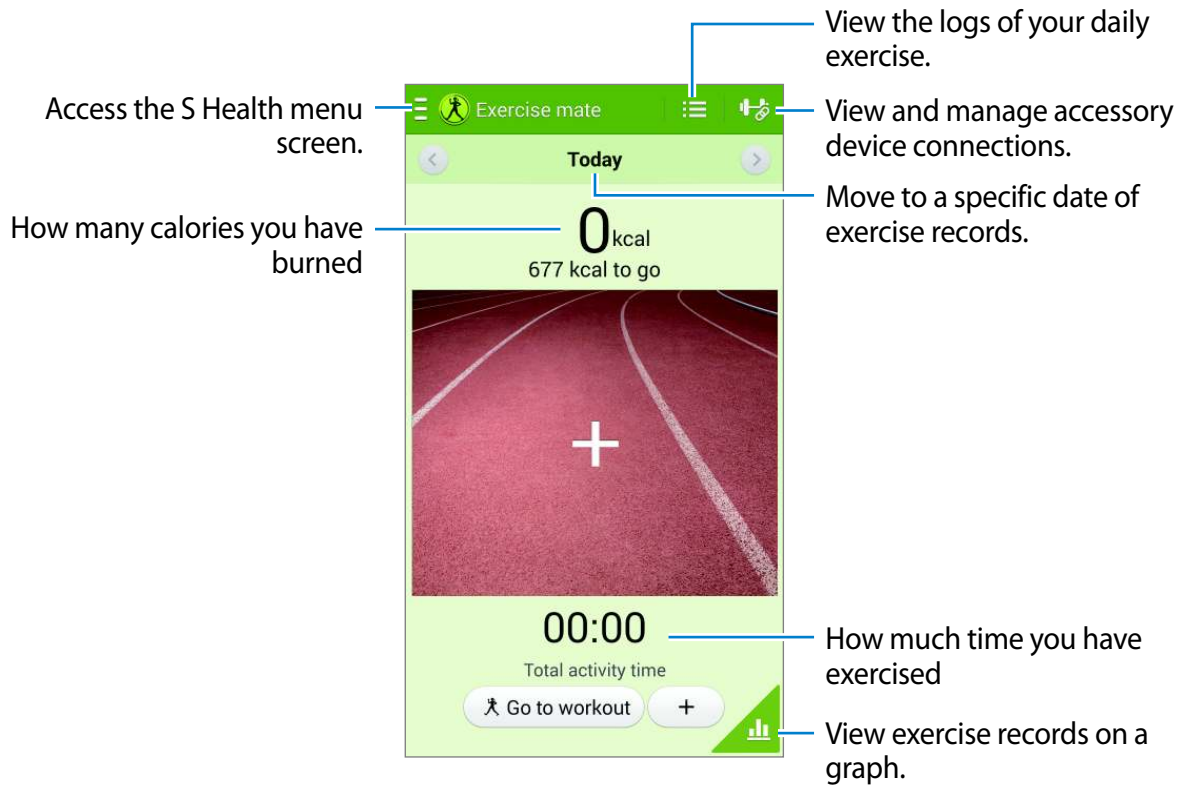 View the logs of your daily
exercise.
Access the S Health menu
screen.
Exercise mate
View and manage accessory
device connections.
Today
Move to a specific date of
exercise records.
How many calories you have
burned
0 kcal
677 kcal to go
00:00
Total activity time
How much time you have
exercised
Go to workout
+
View exercise records on a
graph.